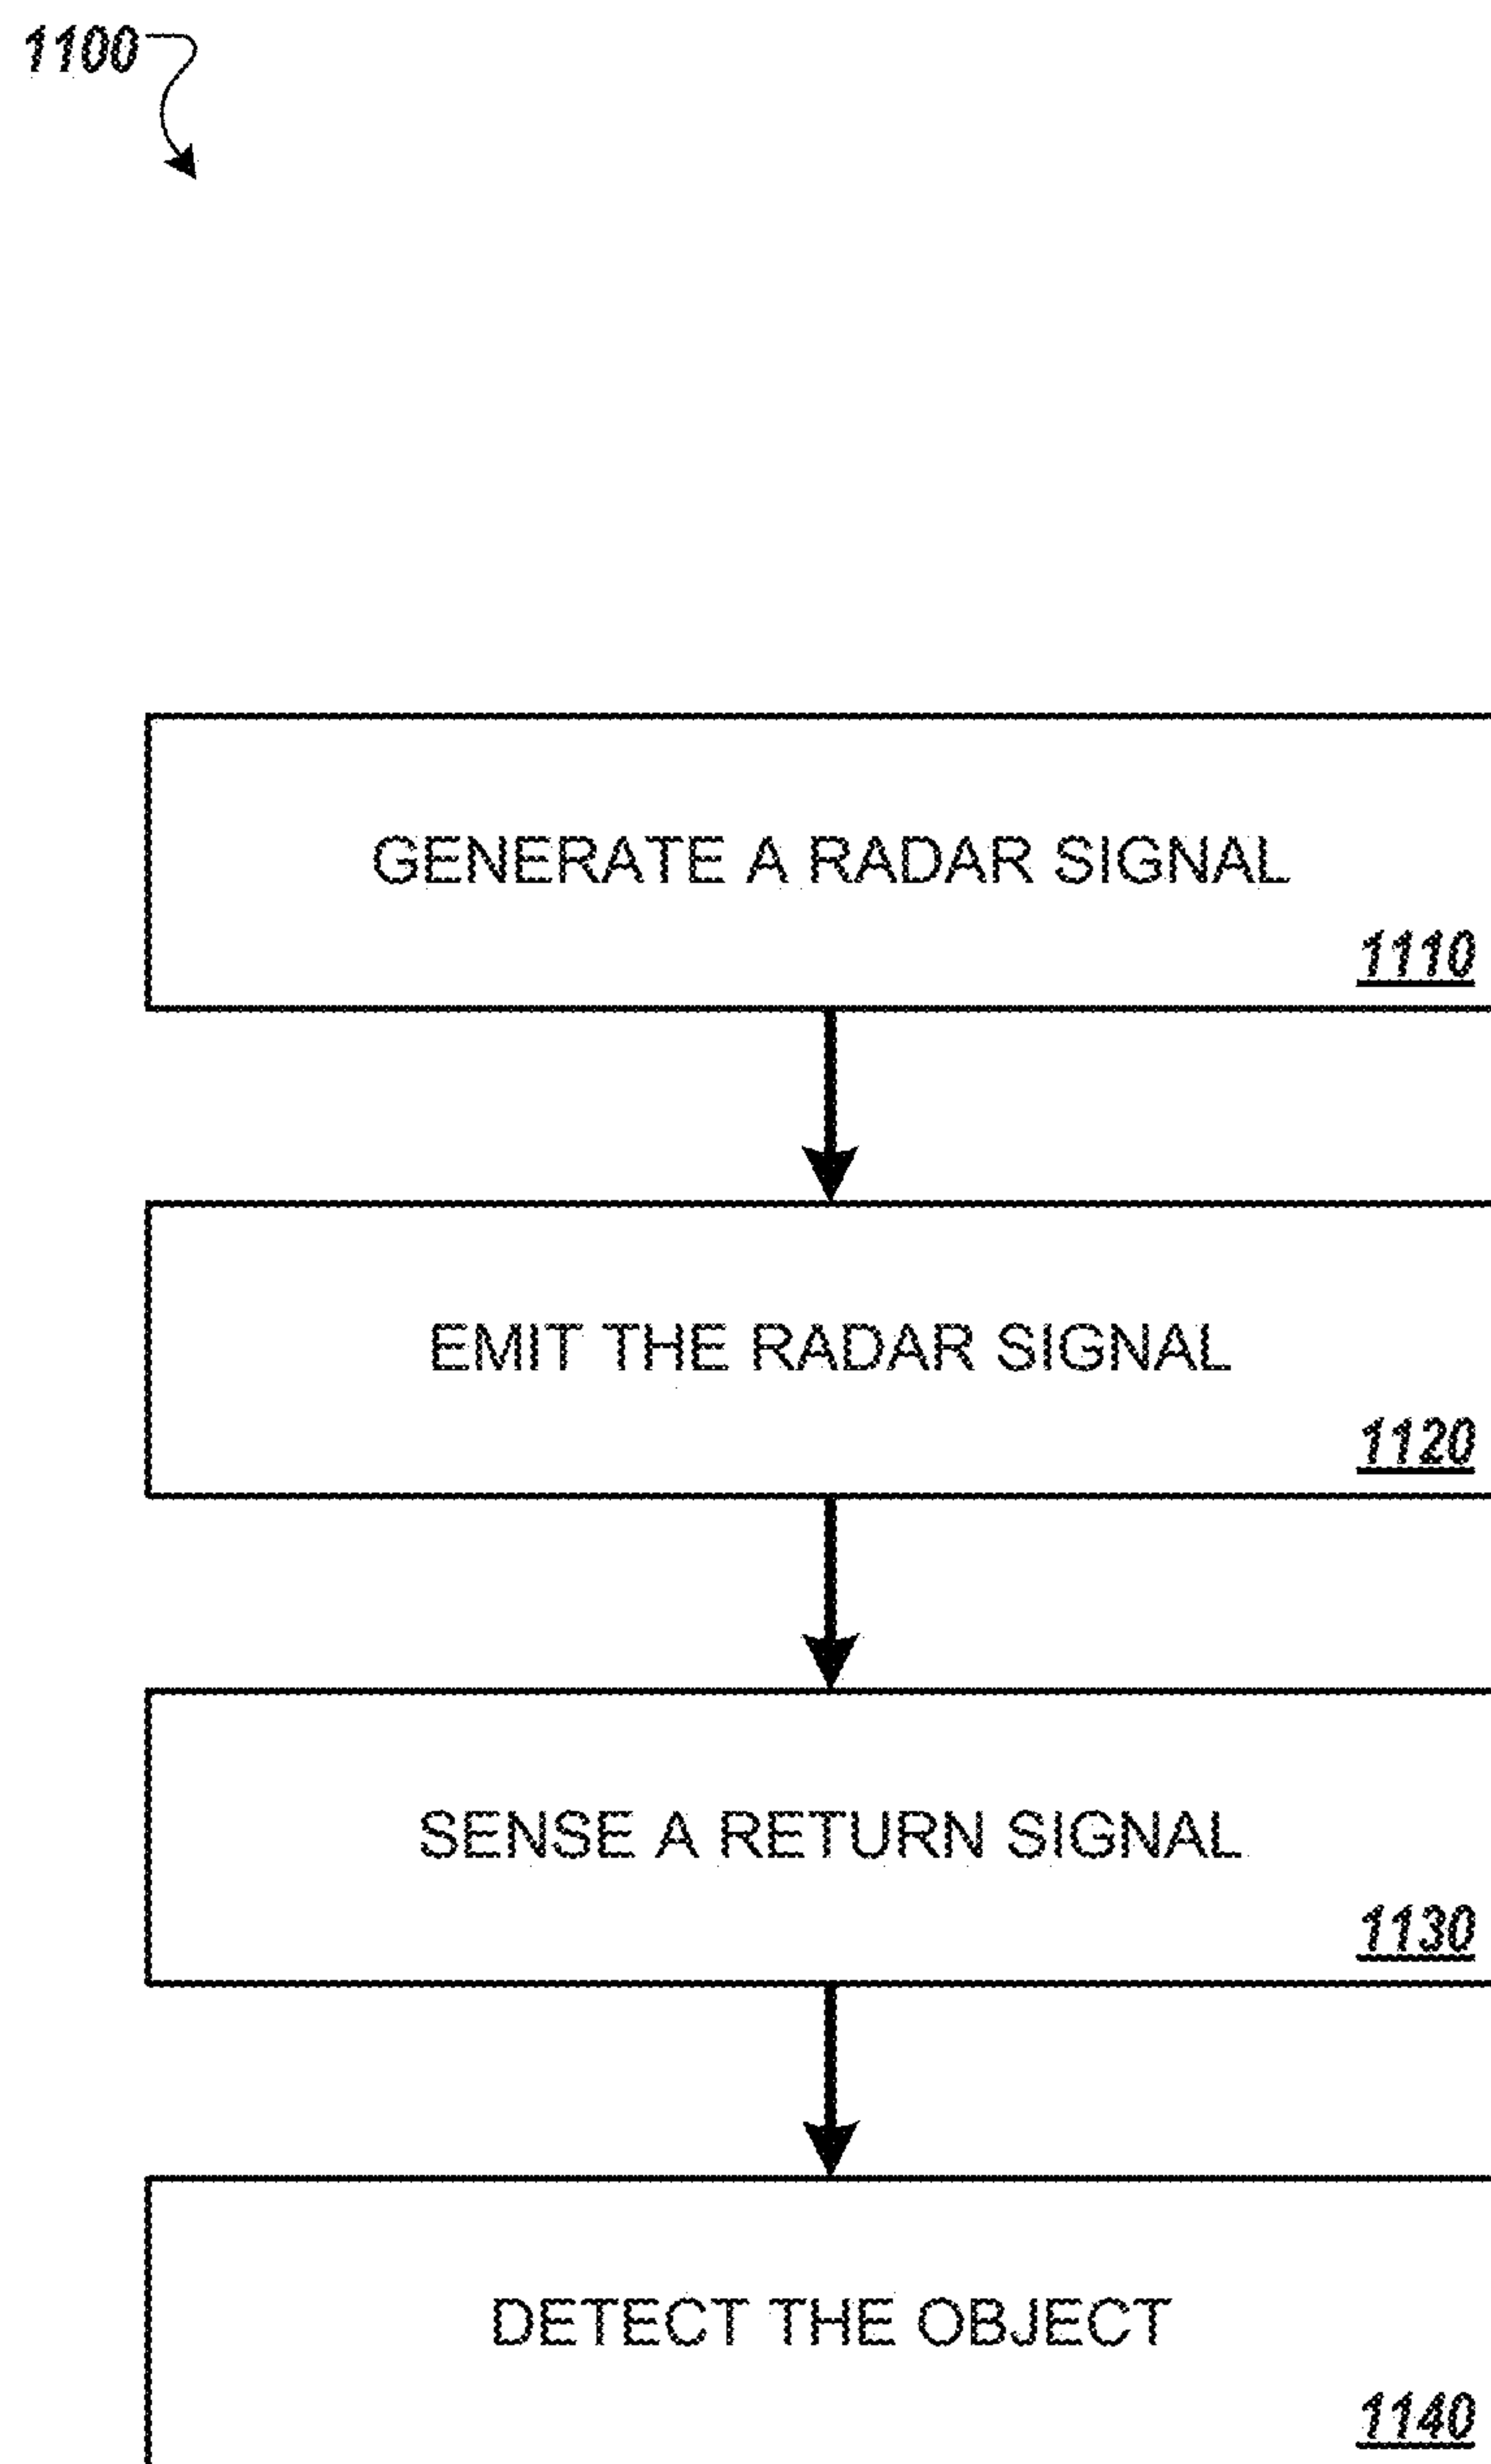 1100
GENERATE A RADAR SIGNAL
1110
EMIT THE RADAR SIGNAL
1120
SENSE A RETURN SIGNAL
1130
DETECT THE OBJECT
1140